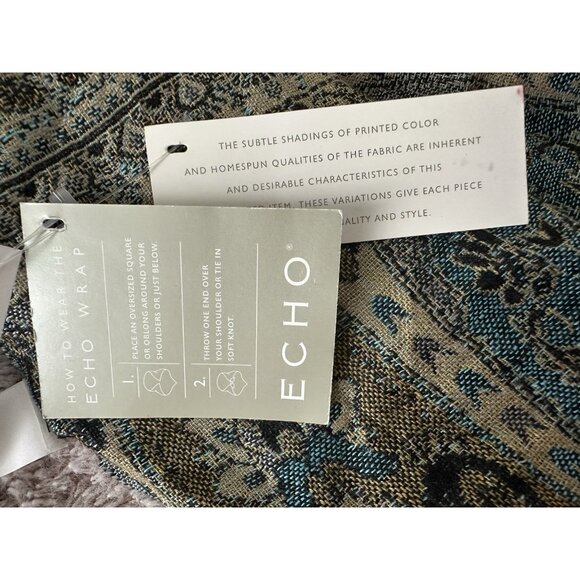 THE SUBTLE SHADINGS OF PRINTED COLOR
AND HOMESPUN QUALITIES OF THE FABRIC ARE INHERENT
AND DESIRABLE CHARACTERISTICS OF THIS
ITEM. THESE VARIATIONS GIVE EACH PIECE
AND STYLE.
HOW TO WEAR THE
ECHO WRAP
1.
PLACE AN OVERSIZED SQUARE
OR OBLONG AROUND YOUR
SHOULDERS OR JUST BELOW.
2.
THROW ONE END OVER
YOUR SHOULDER OR TIE IN
SOFT KNOT.
ECHO®